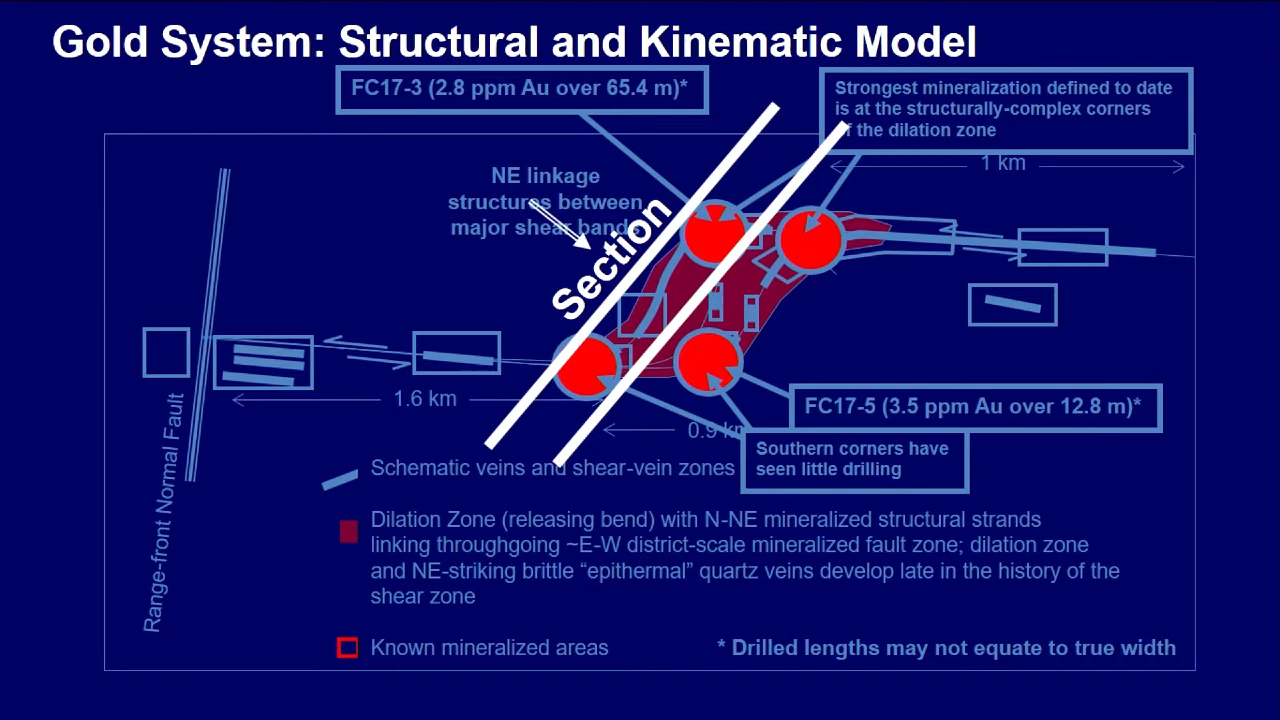 Gold System: Structural and Kinematic Model
FC17-3 (2.8 ppm Au over 65.4 m)*
Strongest mineralization defined to date
is at the structurally-complex corners
of the dilation zone
1 km
NE linkage
structures between
major shear bands
Section
1.6 km
FC17-5 (3.5 ppm Au over 12.8 m)*
0.9 km
Southern corners have
seen little drilling
Range-front Normal Fault
Schematic veins and shear-vein zones
Dilation Zone (releasing bend) with N-NE mineralized structural strands
linking throughgoing ~E-W district-scale mineralized fault zone; dilation zone
and NE-striking brittle “epithermal” quartz veins develop late in the history of the
shear zone
Known mineralized areas
* Drilled lengths may not equate to true width